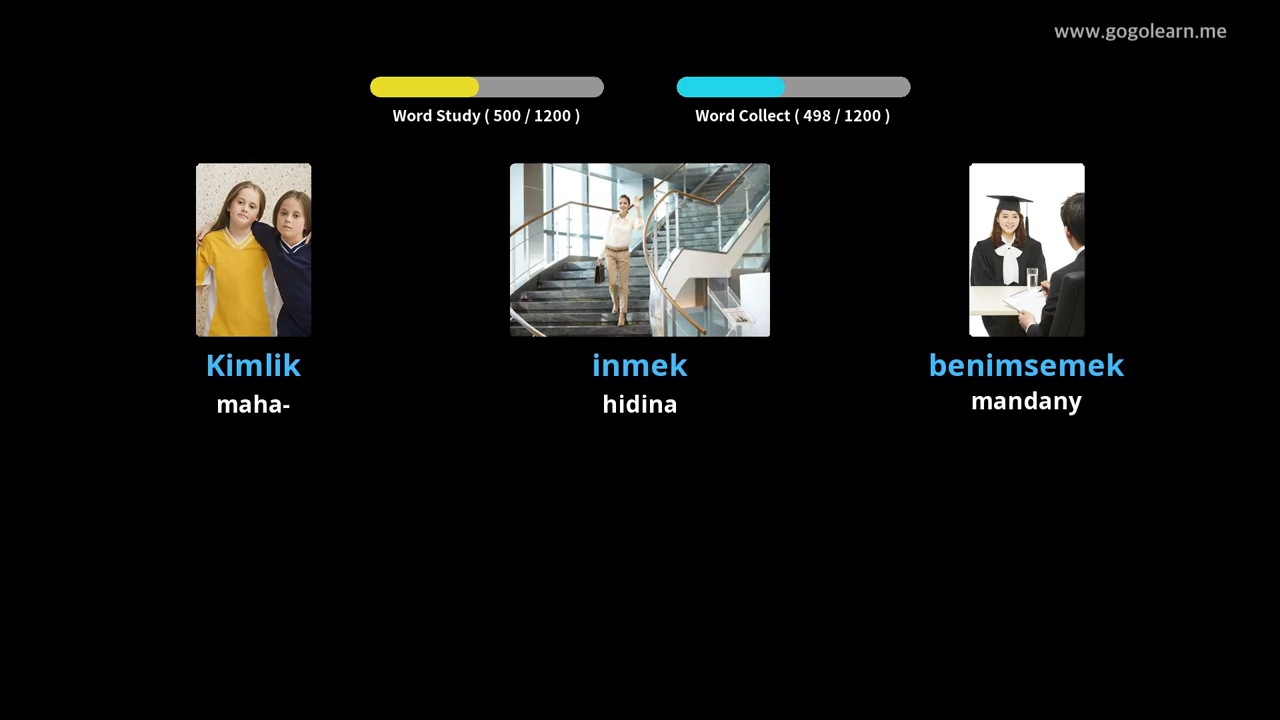 www.gogolearn.me
Word Study ( 500 / 1200 )
Word Collect ( 498 / 1200 )
Kimlik
maha-
inmek
hidina
benimsemek
mandany